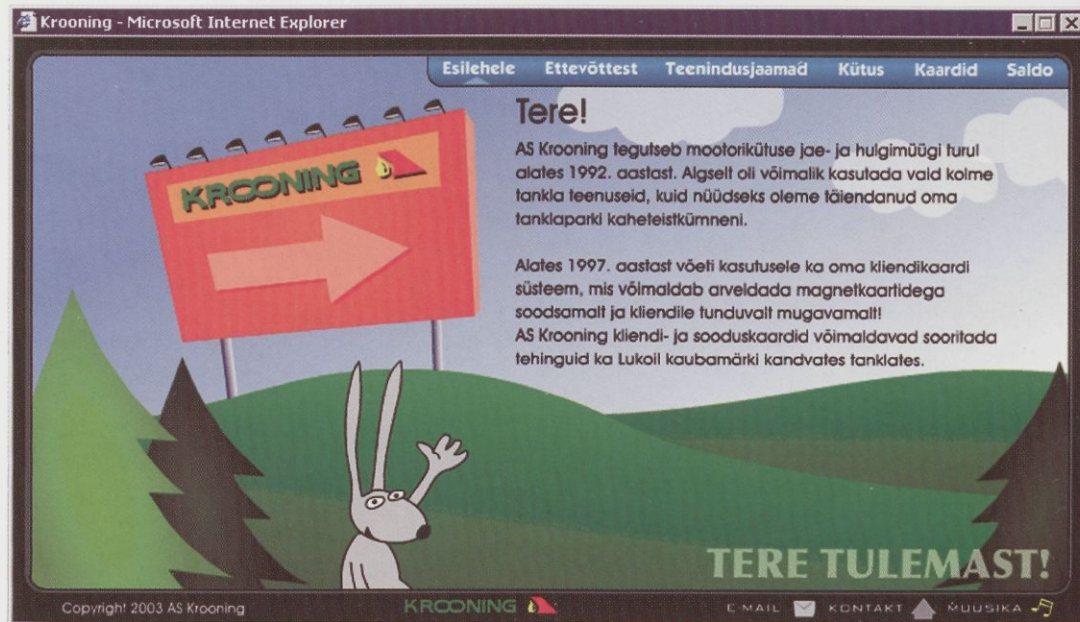 Krooning - Microsoft Internet Explorer
Esilehele Ettevõttest Teenindusjaamad Kütus Kaardid Saldo
KROONING
Tere!
AS Krooning tegutseb mootorikütuse jae- ja hulgimüügi turul
alates 1992. aastast. Algselt oli võimalik kasutada vaid kolme
tankla teenuseid, kuid nüüdseks oleme täiendanud oma
tanklaparki kaheteistkümneni.
Alates 1997. aastast võeti kasutusele ka oma kliendikaardi
süsteem, mis võimaldab arveldada magnetkaartidega
soodsamalt ja kliendile tunduvalt mugavamalt!
AS Krooning kliendi- ja sooduskaardid võimaldavad sooritada
tehinguid ka Lukoil kaubamärki kandvates tanklates.
TERE TULEMAST!
Copyright 2003 AS Krooning KROONING E-MAIL KONTAKT MUUSIKA